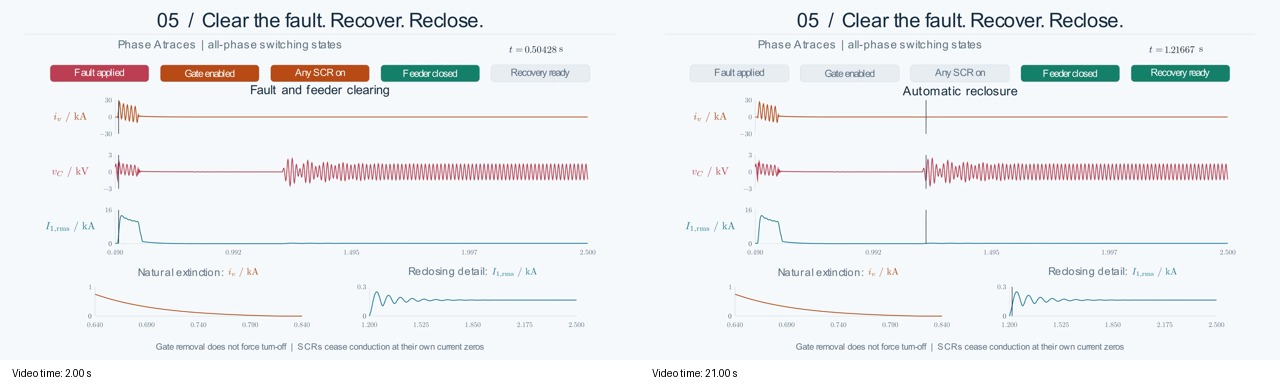 05 / Clear the fault. Recover. Reclose.
Phase A traces | all-phase switching states
t = 0.50428 s
Fault applied
Gate enabled
Any SCR on
Feeder closed
Recovery ready
Fault and feeder clearing
i_v / kA
30
0
−30
v_C / kV
3
0
−3
I_1,rms / kA
16
0
0.490 0.992 1.495 1.997 2.500
Natural extinction: i_v / kA
1
0
0.640 0.690 0.740 0.790 0.840
Reclosing detail: I_1,rms / kA
0.3
0
1.200 1.525 1.850 2.175 2.500
Gate removal does not force turn-off | SCRs cease conduction at their own current zeros
Video time: 2.00 s
05 / Clear the fault. Recover. Reclose.
Phase A traces | all-phase switching states
t = 1.21667 s
Fault applied
Gate enabled
Any SCR on
Feeder closed
Recovery ready
Automatic reclosure
i_v / kA
30
0
−30
v_C / kV
3
0
−3
I_1,rms / kA
16
0
0.490 0.992 1.495 1.997 2.500
Natural extinction: i_v / kA
1
0
0.640 0.690 0.740 0.790 0.840
Reclosing detail: I_1,rms / kA
0.3
0
1.200 1.525 1.850 2.175 2.500
Gate removal does not force turn-off | SCRs cease conduction at their own current zeros
Video time: 21.00 s